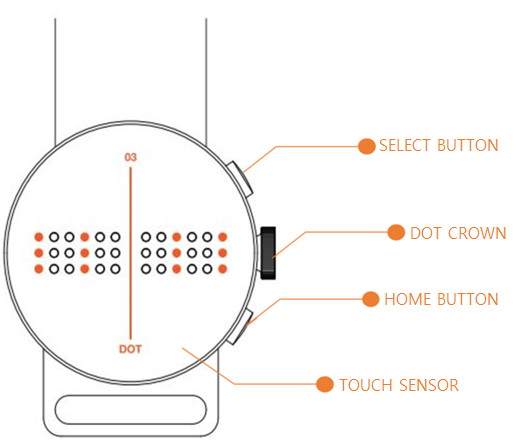 03
SELECT BUTTON
DOT CROWN
HOME BUTTON
DOT
TOUCH SENSOR